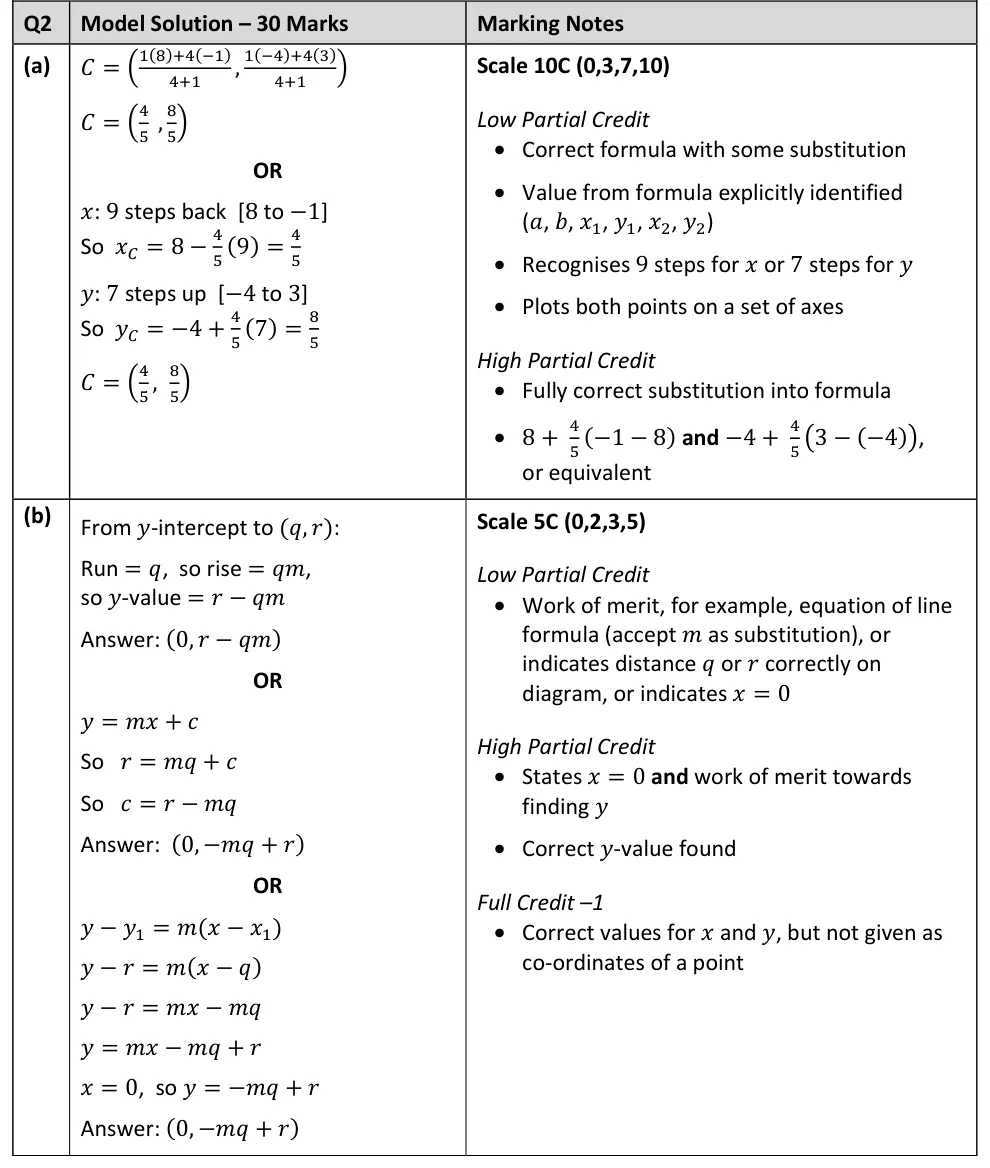 Q2 Model Solution – 30 Marks Marking Notes
(a)
C = (1(8)+4(−1)/4+1 , 1(−4)+4(3)/4+1)
C = (4/5 , 8/5)
OR
x: 9 steps back [8 to −1]
So x_C = 8 − 4/5 (9) = 4/5
y: 7 steps up [−4 to 3]
So y_C = −4 + 4/5 (7) = 8/5
C = (4/5, 8/5)
Scale 10C (0,3,7,10)
Low Partial Credit
• Correct formula with some substitution
• Value from formula explicitly identified
(a, b, x₁, y₁, x₂, y₂)
• Recognises 9 steps for x or 7 steps for y
• Plots both points on a set of axes
High Partial Credit
• Fully correct substitution into formula
• 8 + 4/5 (−1 − 8) and −4 + 4/5 (3 − (−4)),
or equivalent
(b)
From y-intercept to (q, r):
Run = q, so rise = qm,
so y-value = r − qm
Answer: (0, r − qm)
OR
y = mx + c
So r = mq + c
So c = r − mq
Answer: (0, −mq + r)
OR
y − y₁ = m(x − x₁)
y − r = m(x − q)
y − r = mx − mq
y = mx − mq + r
x = 0, so y = −mq + r
Answer: (0, −mq + r)
Scale 5C (0,2,3,5)
Low Partial Credit
• Work of merit, for example, equation of line
formula (accept m as substitution), or
indicates distance q or r correctly on
diagram, or indicates x = 0
High Partial Credit
• States x = 0 and work of merit towards
finding y
• Correct y-value found
Full Credit –1
• Correct values for x and y, but not given as
co-ordinates of a point